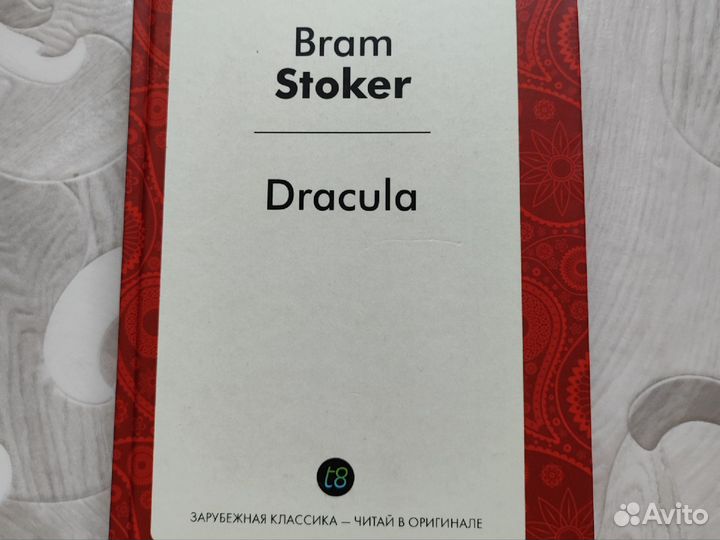 Bram
Stoker
Dracula
t8
ЗАРУБЕЖНАЯ КЛАССИКА – ЧИТАЙ В ОРИГИНАЛЕ
Avito